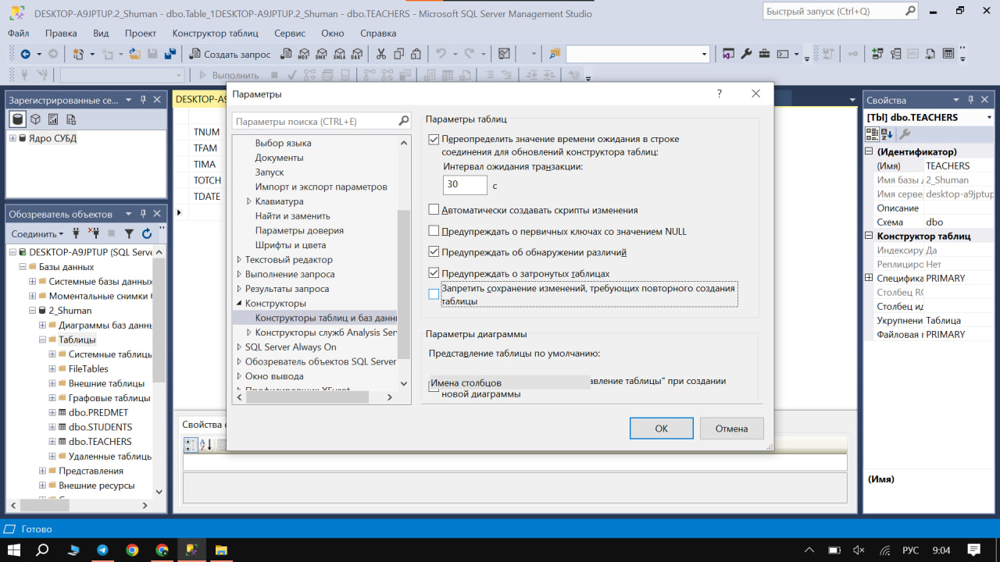 DESKTOP-A9JPTUP.2_Shuman - dbo.Table_1DESKTOP-A9JPTUP.2_Shuman - dbo.TEACHERS - Microsoft SQL Server Management Studio
Быстрый запуск (Ctrl+Q)
Файл Правка Вид Проект Конструктор таблиц Сервис Окно Справка
Создать запрос MDX DMX XMLA DAX
Выполнить
Зарегистрированные се...
Ядро СУБД
Обозреватель объектов
Соединить
DESKTOP-A9JPTUP (SQL Serve
Базы данных
Системные базы данных
Моментальные снимки б
2_Shuman
Диаграммы баз данны
Таблицы
Системные таблицы
FileTables
Внешние таблицы
Графовые таблицы
dbo.PREDMET
dbo.STUDENTS
dbo.TEACHERS
Удаленные таблицы
Представления
Внешние ресурсы
DESKTOP-A9
TNUM
TFAM
TIMA
TOTCH
TDATE
Свойства с
Параметры
?
Параметры поиска (CTRL+E)
Выбор языка
Документы
Запуск
Импорт и экспорт параметров
Клавиатура
Найти и заменить
Параметры доверия
Шрифты и цвета
Текстовый редактор
Выполнение запроса
Результаты запроса
Конструкторы
Конструкторы таблиц и баз данн
Конструкторы служб Analysis Ser
SQL Server Always On
Обозреватель объектов SQL Server
Окно вывода
Профилировщик XEvent
Параметры таблиц
Переопределить значение времени ожидания в строке
соединения для обновлений конструктора таблиц:
Интервал ожидания транзакции:
30 с
Автоматически создавать скрипты изменения
Предупреждать о первичных ключах со значением NULL
Предупреждать об обнаружении различий
Предупреждать о затронутых таблицах
Запретить сохранение изменений, требующих повторного создания
таблицы
Параметры диаграммы
Представление таблицы по умолчанию:
Имена столбцов
авление таблицы" при создании
новой диаграммы
ОК Отмена
Свойства
[Tbl] dbo.TEACHERS
(Идентификатор)
(Имя) TEACHERS
Имя базы д 2_Shuman
Имя серве desktop-a9jptup
Описание
Схема dbo
Конструктор таблиц
Индексиру Да
Реплициро Нет
Специфика PRIMARY
Столбец RO
Столбец ид
Укрупнени Таблица
Файловая г PRIMARY
(Имя)
Готово
РУС 9:04